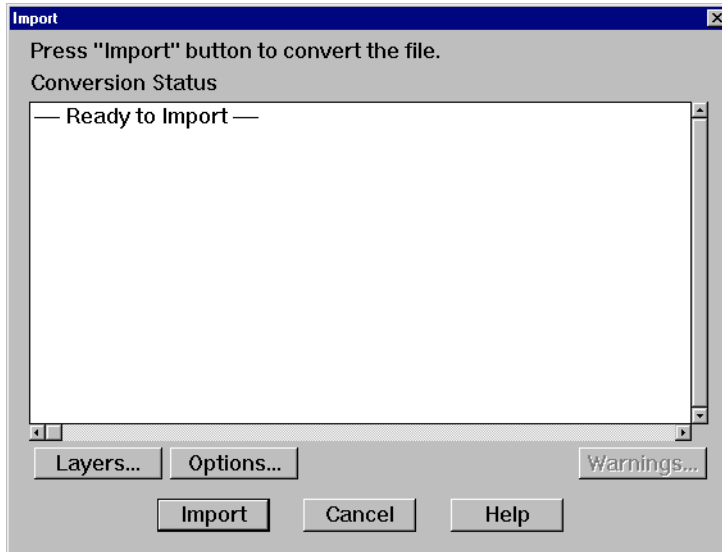 Import
Press "Import" button to convert the file.
Conversion Status
— Ready to Import —
Layers... Options... Warnings...
Import Cancel Help